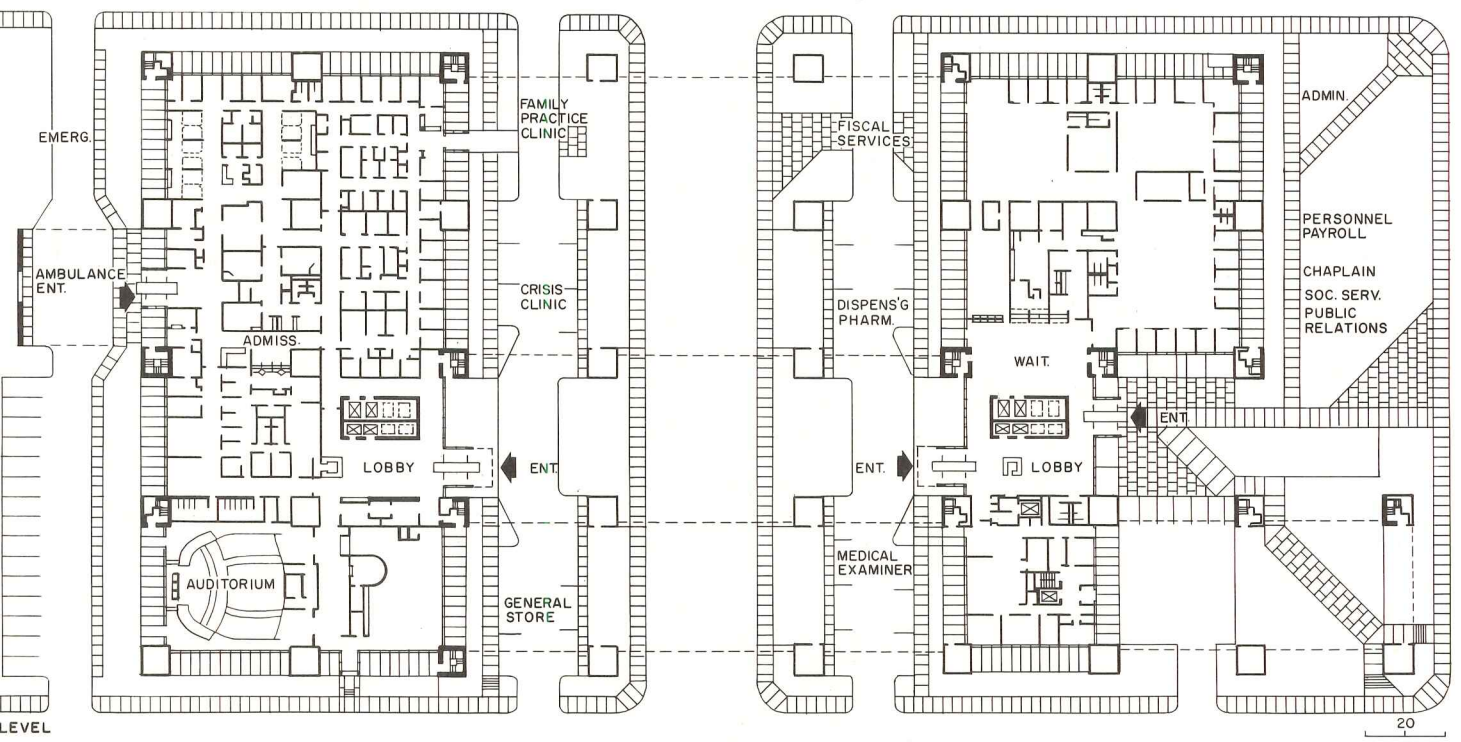 EMERG.
AMBULANCE
ENT.
ADMISS.
LOBBY
ENT.
AUDITORIUM
FAMILY
PRACTICE
CLINIC
CRISIS
CLINIC
GENERAL
STORE
FISCAL
SERVICES
DISPENS'G
PHARM.
WAIT.
ENT.
LOBBY
ENT.
MEDICAL
EXAMINER
ADMIN.
PERSONNEL
PAYROLL
CHAPLAIN
SOC. SERV.
PUBLIC
RELATIONS
LEVEL
20